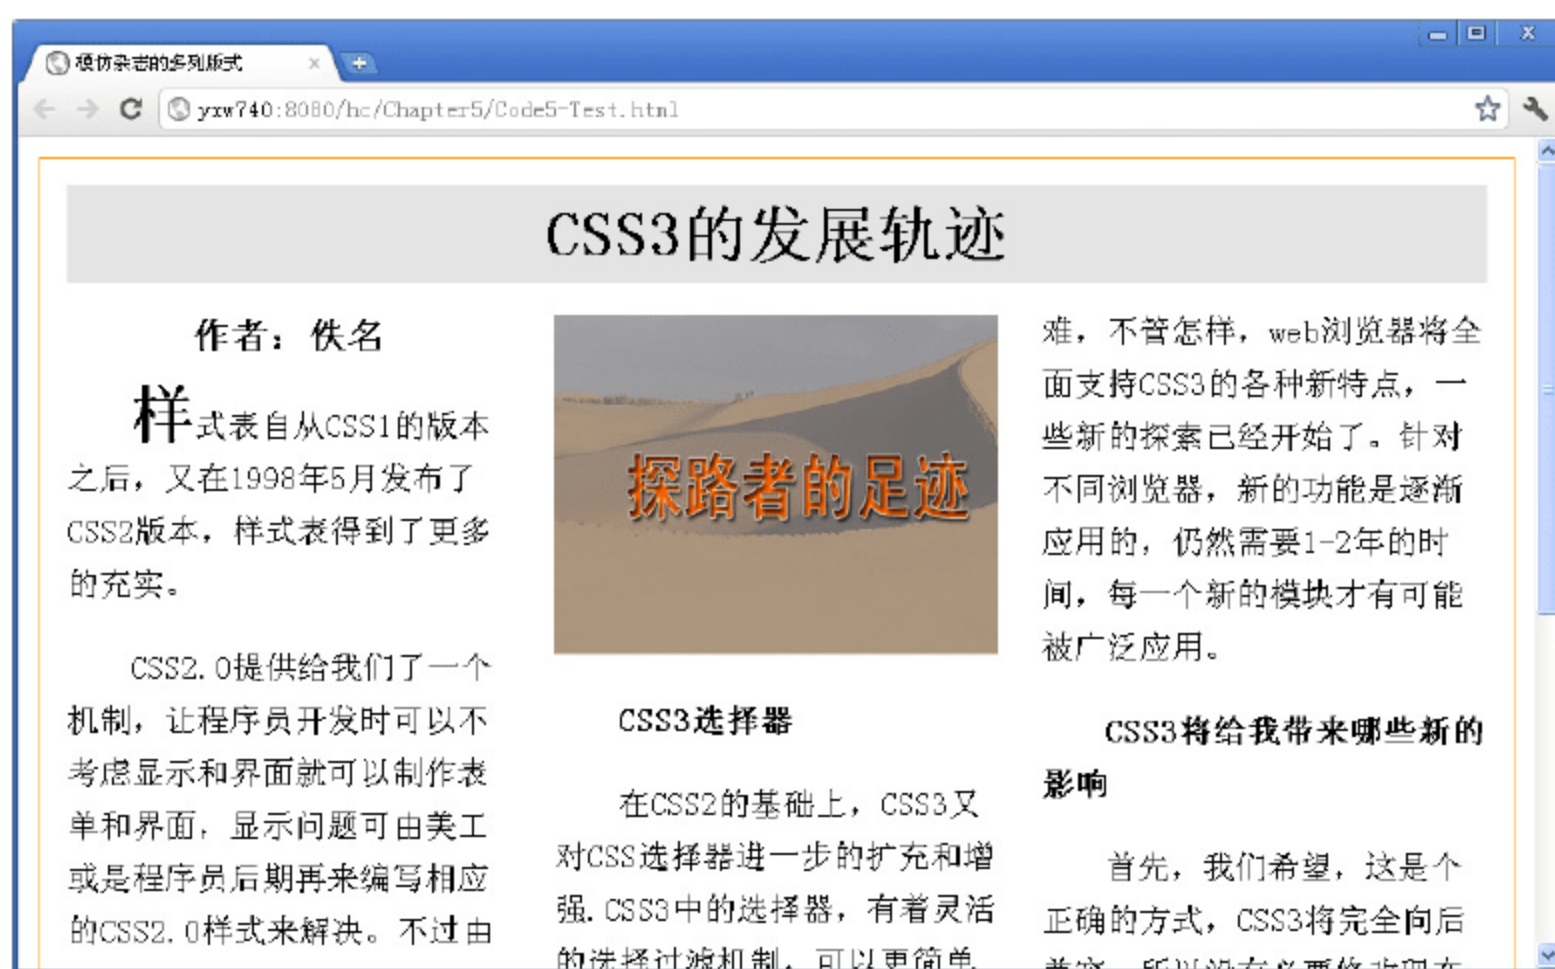 模仿杂志的多列版式
yxw740:8080/hc/Chapter5/Code5-Test.html
CSS3的发展轨迹
作者：佚名
样式表自从CSS1的版本
之后，又在1998年5月发布了
CSS2版本，样式表得到了更多
的充实。
CSS2.0提供给我们了一个
机制，让程序员开发时可以不
考虑显示和界面就可以制作表
单和界面，显示问题可由美工
或是程序员后期再来编写相应
的CSS2.0样式来解决。不过由
探路者的足迹
CSS3选择器
在CSS2的基础上，CSS3又
对CSS选择器进一步的扩充和增
强.CSS3中的选择器，有着灵活
的选择过滤机制，可以更简单
难，不管怎样，web浏览器将全
面支持CSS3的各种新特点，一
些新的探索已经开始了。针对
不同浏览器，新的功能是逐渐
应用的，仍然需要1-2年的时
间，每一个新的模块才有可能
被广泛应用。
CSS3将给我带来哪些新的
影响
首先，我们希望，这是个
正确的方式，CSS3将完全向后